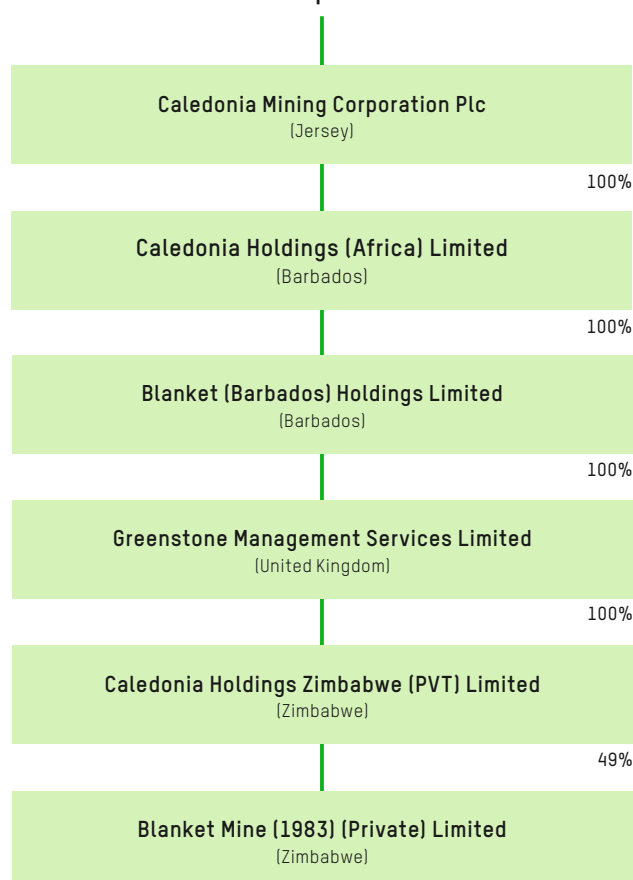 Caledonia Mining Corporation Plc
(Jersey)
100%
Caledonia Holdings (Africa) Limited
(Barbados)
100%
Blanket (Barbados) Holdings Limited
(Barbados)
100%
Greenstone Management Services Limited
(United Kingdom)
100%
Caledonia Holdings Zimbabwe (PVT) Limited
(Zimbabwe)
49%
Blanket Mine (1983) (Private) Limited
(Zimbabwe)